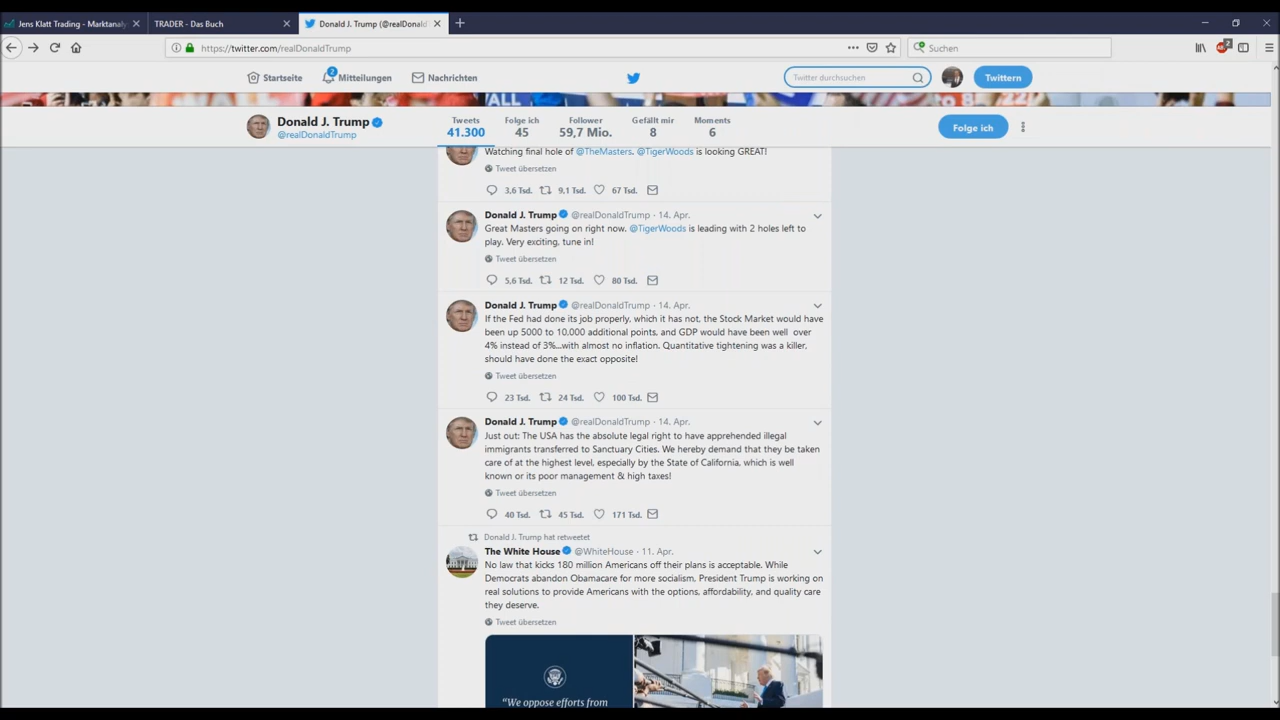 Jens Klatt Trading - Marktanaly
TRADER - Das Buch
Donald J. Trump (@realDonald
https://twitter.com/realDonaldTrump
Suchen
Startseite
2
Mitteilungen
Nachrichten
Twitter durchsuchen
Twittern
Donald J. Trump
@realDonaldTrump
Tweets
41.300
Folge ich
45
Follower
59,7 Mio.
Gefällt mir
8
Moments
6
Folge ich
Watching final hole of @TheMasters. @TigerWoods is looking GREAT!
Tweet übersetzen
3,6 Tsd. 9,1 Tsd. 67 Tsd.
Donald J. Trump @realDonaldTrump · 14. Apr.
Great Masters going on right now. @TigerWoods is leading with 2 holes left to
play. Very exciting, tune in!
Tweet übersetzen
5,6 Tsd. 12 Tsd. 80 Tsd.
Donald J. Trump @realDonaldTrump · 14. Apr.
If the Fed had done its job properly, which it has not, the Stock Market would have
been up 5000 to 10,000 additional points, and GDP would have been well over
4% instead of 3%...with almost no inflation. Quantitative tightening was a killer,
should have done the exact opposite!
Tweet übersetzen
23 Tsd. 24 Tsd. 100 Tsd.
Donald J. Trump @realDonaldTrump · 14. Apr.
Just out: The USA has the absolute legal right to have apprehended illegal
immigrants transferred to Sanctuary Cities. We hereby demand that they be taken
care of at the highest level, especially by the State of California, which is well
known or its poor management & high taxes!
Tweet übersetzen
40 Tsd. 45 Tsd. 171 Tsd.
Donald J. Trump hat retweetet
The White House @WhiteHouse · 11. Apr.
No law that kicks 180 million Americans off their plans is acceptable. While
Democrats abandon Obamacare for more socialism, President Trump is working on
real solutions to provide Americans with the options, affordability, and quality care
they deserve.
Tweet übersetzen
"We oppose efforts from